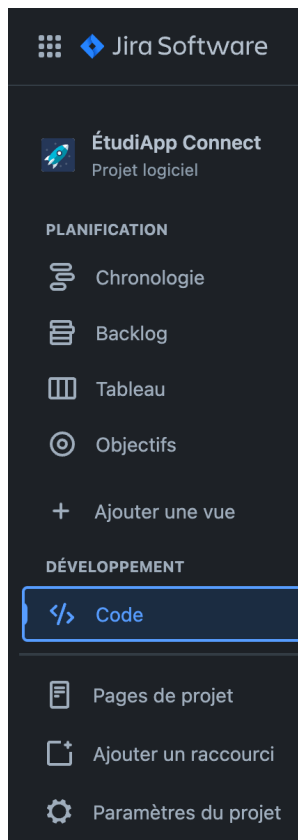 Jira Software
ÉtudiApp Connect
Projet logiciel
PLANIFICATION
Chronologie
Backlog
Tableau
Objectifs
Ajouter une vue
DÉVELOPPEMENT
Code
Pages de projet
Ajouter un raccourci
Paramètres du projet